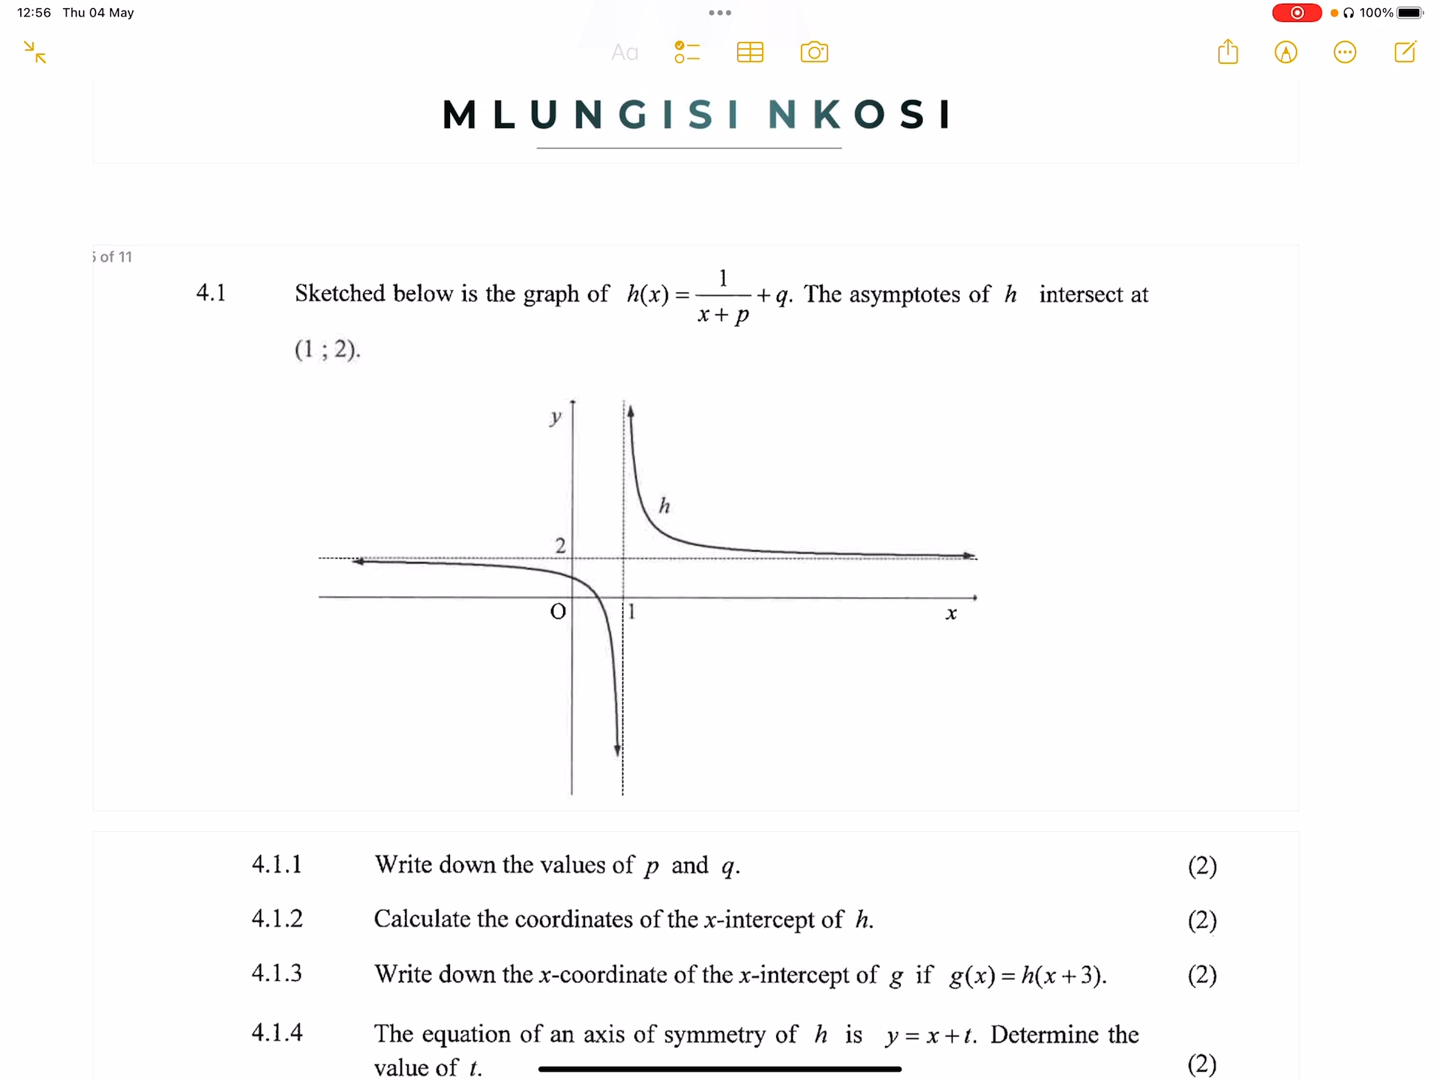 12:56 Thu 04 May
100%
Aa
MLUNGISI NKOSI
of 11
4.1 Sketched below is the graph of h(x) = 1/(x + p) + q. The asymptotes of h intersect at
(1 ; 2).
y
h
2
O 1 x
4.1.1 Write down the values of p and q. (2)
4.1.2 Calculate the coordinates of the x-intercept of h. (2)
4.1.3 Write down the x-coordinate of the x-intercept of g if g(x) = h(x + 3). (2)
4.1.4 The equation of an axis of symmetry of h is y = x + t. Determine the
value of t. (2)